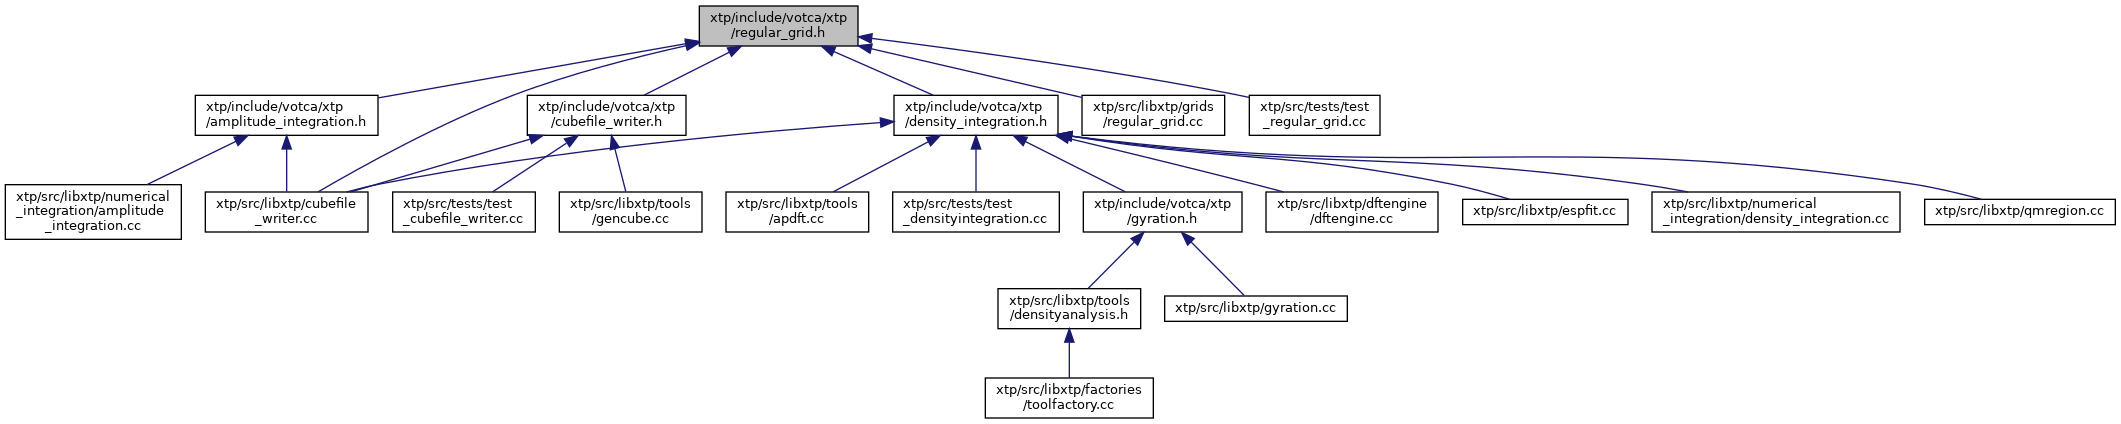 xtp/include/votca/xtp
/regular_grid.h
xtp/include/votca/xtp
/amplitude_integration.h
xtp/include/votca/xtp
/cubefile_writer.h
xtp/include/votca/xtp
/density_integration.h
xtp/src/libxtp/grids
/regular_grid.cc
xtp/src/tests/test
_regular_grid.cc
xtp/src/libxtp/numerical
_integration/amplitude
_integration.cc
xtp/src/libxtp/cubefile
_writer.cc
xtp/src/tests/test
_cubefile_writer.cc
xtp/src/libxtp/tools
/gencube.cc
xtp/src/libxtp/tools
/apdft.cc
xtp/src/tests/test
_densityintegration.cc
xtp/include/votca/xtp
/gyration.h
xtp/src/libxtp/dftengine
/dftengine.cc
xtp/src/libxtp/espfit.cc
xtp/src/libxtp/numerical
_integration/density_integration.cc
xtp/src/libxtp/qmregion.cc
xtp/src/libxtp/tools
/densityanalysis.h
xtp/src/libxtp/gyration.cc
xtp/src/libxtp/factories
/toolfactory.cc